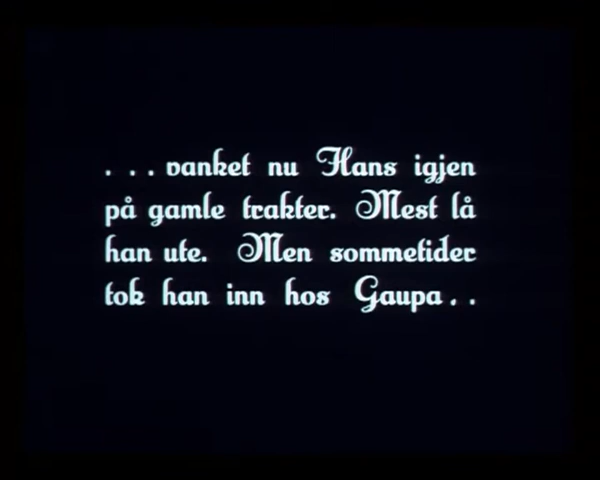 . . . vanket nu Hans igjen
på gamle trakter. Mest lå
han ute. Men sommetider
tok han inn hos Gaupa . .